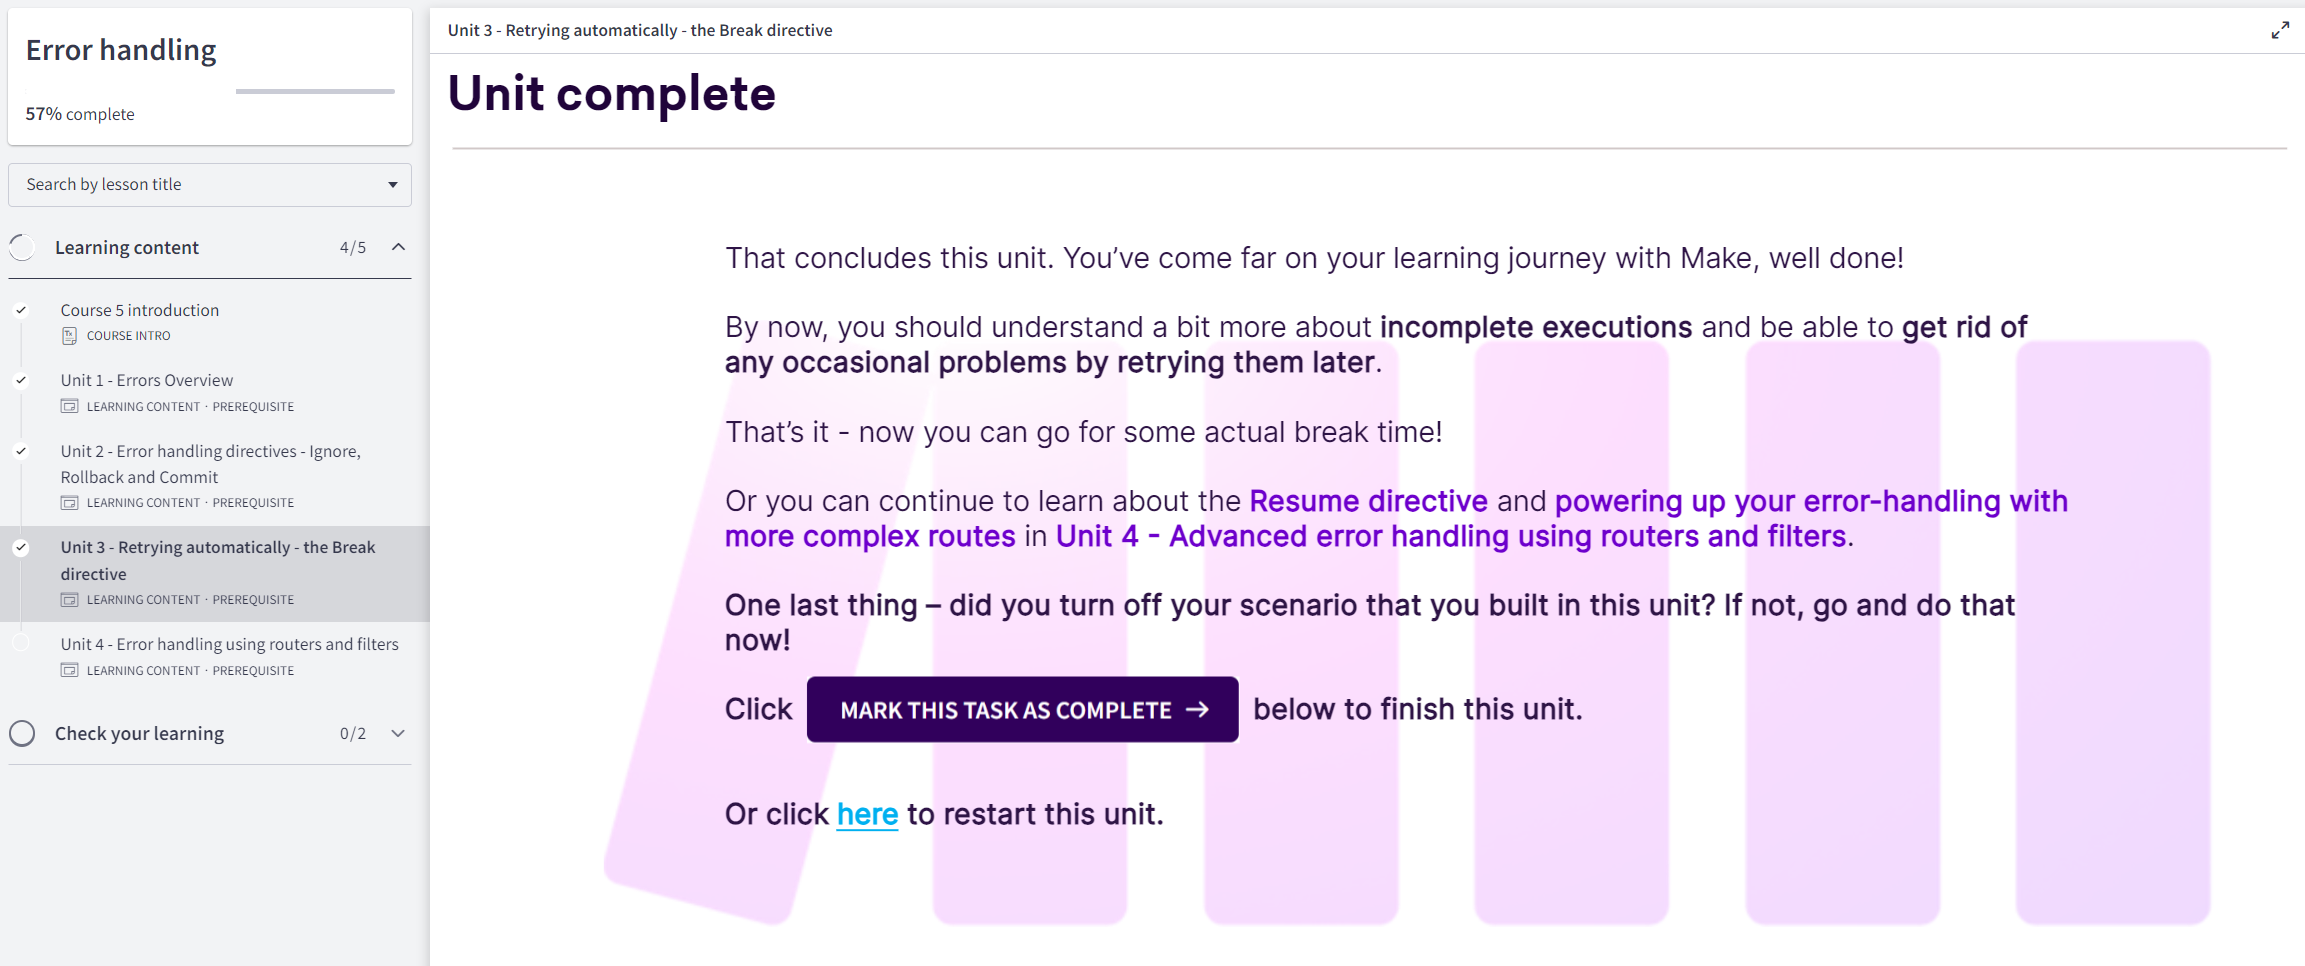 Error handling
57% complete
Search by lesson title
Learning content 4/5
Course 5 introduction
COURSE INTRO
Unit 1 - Errors Overview
LEARNING CONTENT · PREREQUISITE
Unit 2 - Error handling directives - Ignore,
Rollback and Commit
LEARNING CONTENT · PREREQUISITE
Unit 3 - Retrying automatically - the Break
directive
LEARNING CONTENT · PREREQUISITE
Unit 4 - Error handling using routers and filters
LEARNING CONTENT · PREREQUISITE
Check your learning 0/2
Unit 3 - Retrying automatically - the Break directive
Unit complete
That concludes this unit. You’ve come far on your learning journey with Make, well done!
By now, you should understand a bit more about incomplete executions and be able to get rid of
any occasional problems by retrying them later.
That’s it - now you can go for some actual break time!
Or you can continue to learn about the Resume directive and powering up your error-handling with
more complex routes in Unit 4 - Advanced error handling using routers and filters.
One last thing – did you turn off your scenario that you built in this unit? If not, go and do that
now!
Click MARK THIS TASK AS COMPLETE → below to finish this unit.
Or click here to restart this unit.